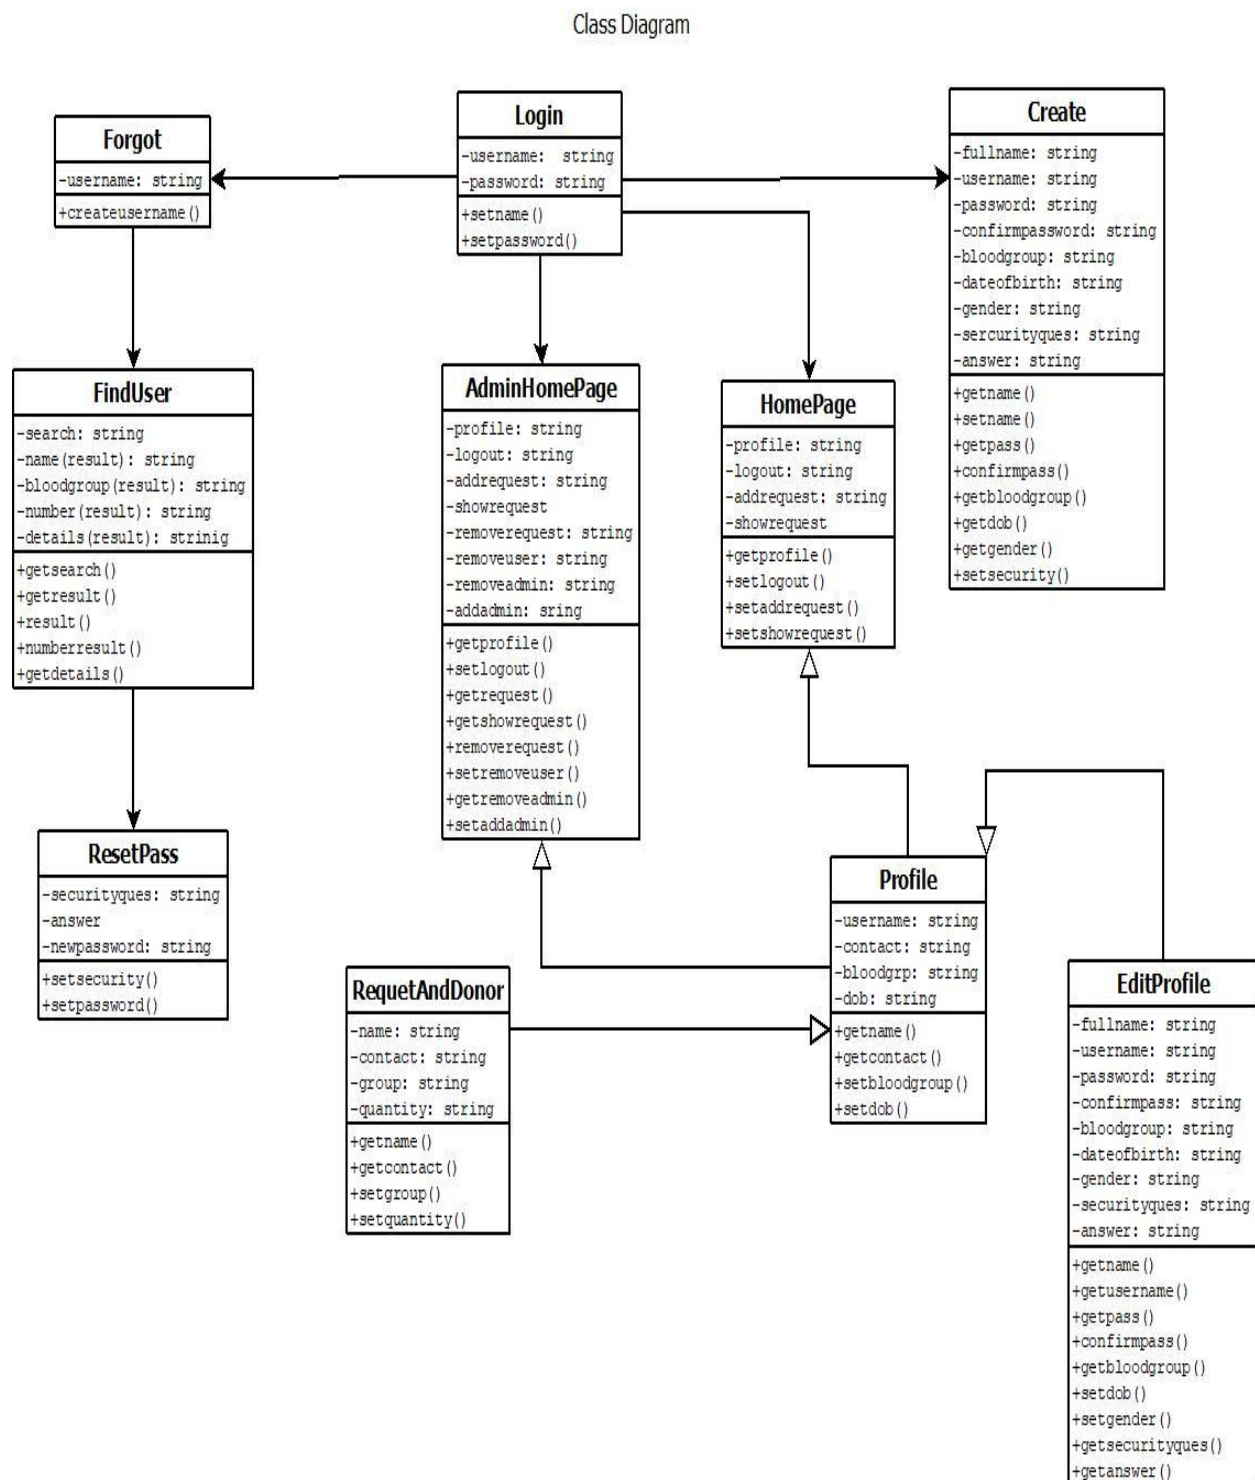 Class Diagram
Forgot
-username: string
+createusername()
Login
-username:  string
-password: string
+setname()
+setpassword()
Create
-fullname: string
-username: string
-password: string
-confirmpassword: string
-bloodgroup: string
-dateofbirth: string
-gender: string
-sercurityques: string
-answer: string
+getname()
+setname()
+getpass()
+confirmpass()
+getbloodgroup()
+getdob()
+getgender()
+setsecurity()
FindUser
-search: string
-name(result): string
-bloodgroup(result): string
-number(result): string
-details(result): strinig
+getsearch()
+getresult()
+result()
+numberresult()
+getdetails()
AdminHomePage
-profile: string
-logout: string
-addrequest: string
-showrequest
-removerequest: string
-removeuser: string
-removeadmin: string
-addadmin: sring
+getprofile()
+setlogout()
+getrequest()
+getshowrequest()
+removerequest()
+setremoveuser()
+getremoveadmin()
+setaddadmin()
HomePage
-profile: string
-logout: string
-addrequest: string
-showrequest
+getprofile()
+setlogout()
+setaddrequest()
+setshowrequest()
ResetPass
-securityques: string
-answer
-newpassword: string
+setsecurity()
+setpassword()
RequetAndDonor
-name: string
-contact: string
-group: string
-quantity: string
+getname()
+getcontact()
+setgroup()
+setquantity()
Profile
-username: string
-contact: string
-bloodgrp: string
-dob: string
+getname()
+getcontact()
+setbloodgroup()
+setdob()
EditProfile
-fullname: string
-username: string
-password: string
-confirmpass: string
-bloodgroup: string
-dateofbirth: string
-gender: string
-securityques: string
-answer: string
+getname()
+getusername()
+getpass()
+confirmpass()
+getbloodgroup()
+setdob()
+setgender()
+getsecurityques()
+getanswer()